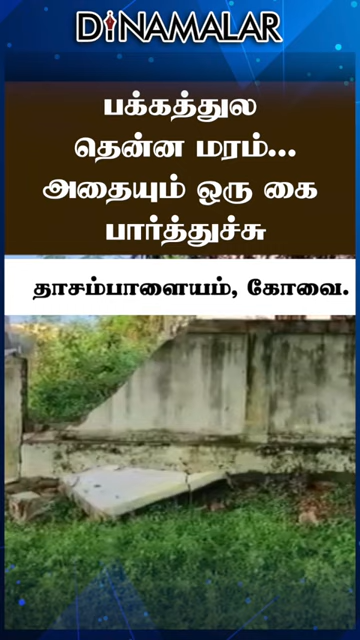 DINAMALAR
பக்கத்துல
தென்ன மரம்...
அதையும் ஒரு கை
பார்த்துச்சு
தாசம்பாளையம், கோவை.